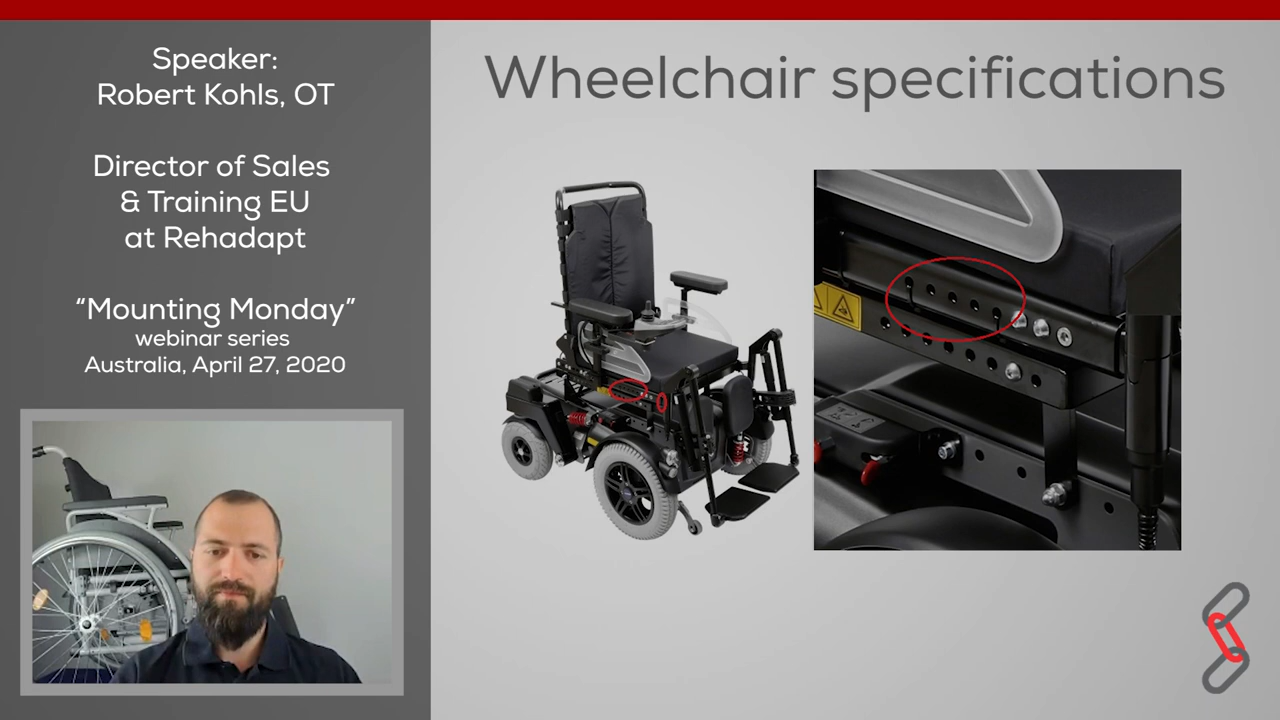 Speaker:
Robert Kohls, OT
Director of Sales
& Training EU
at Rehadapt
“Mounting Monday”
webinar series
Australia, April 27, 2020
Wheelchair specifications